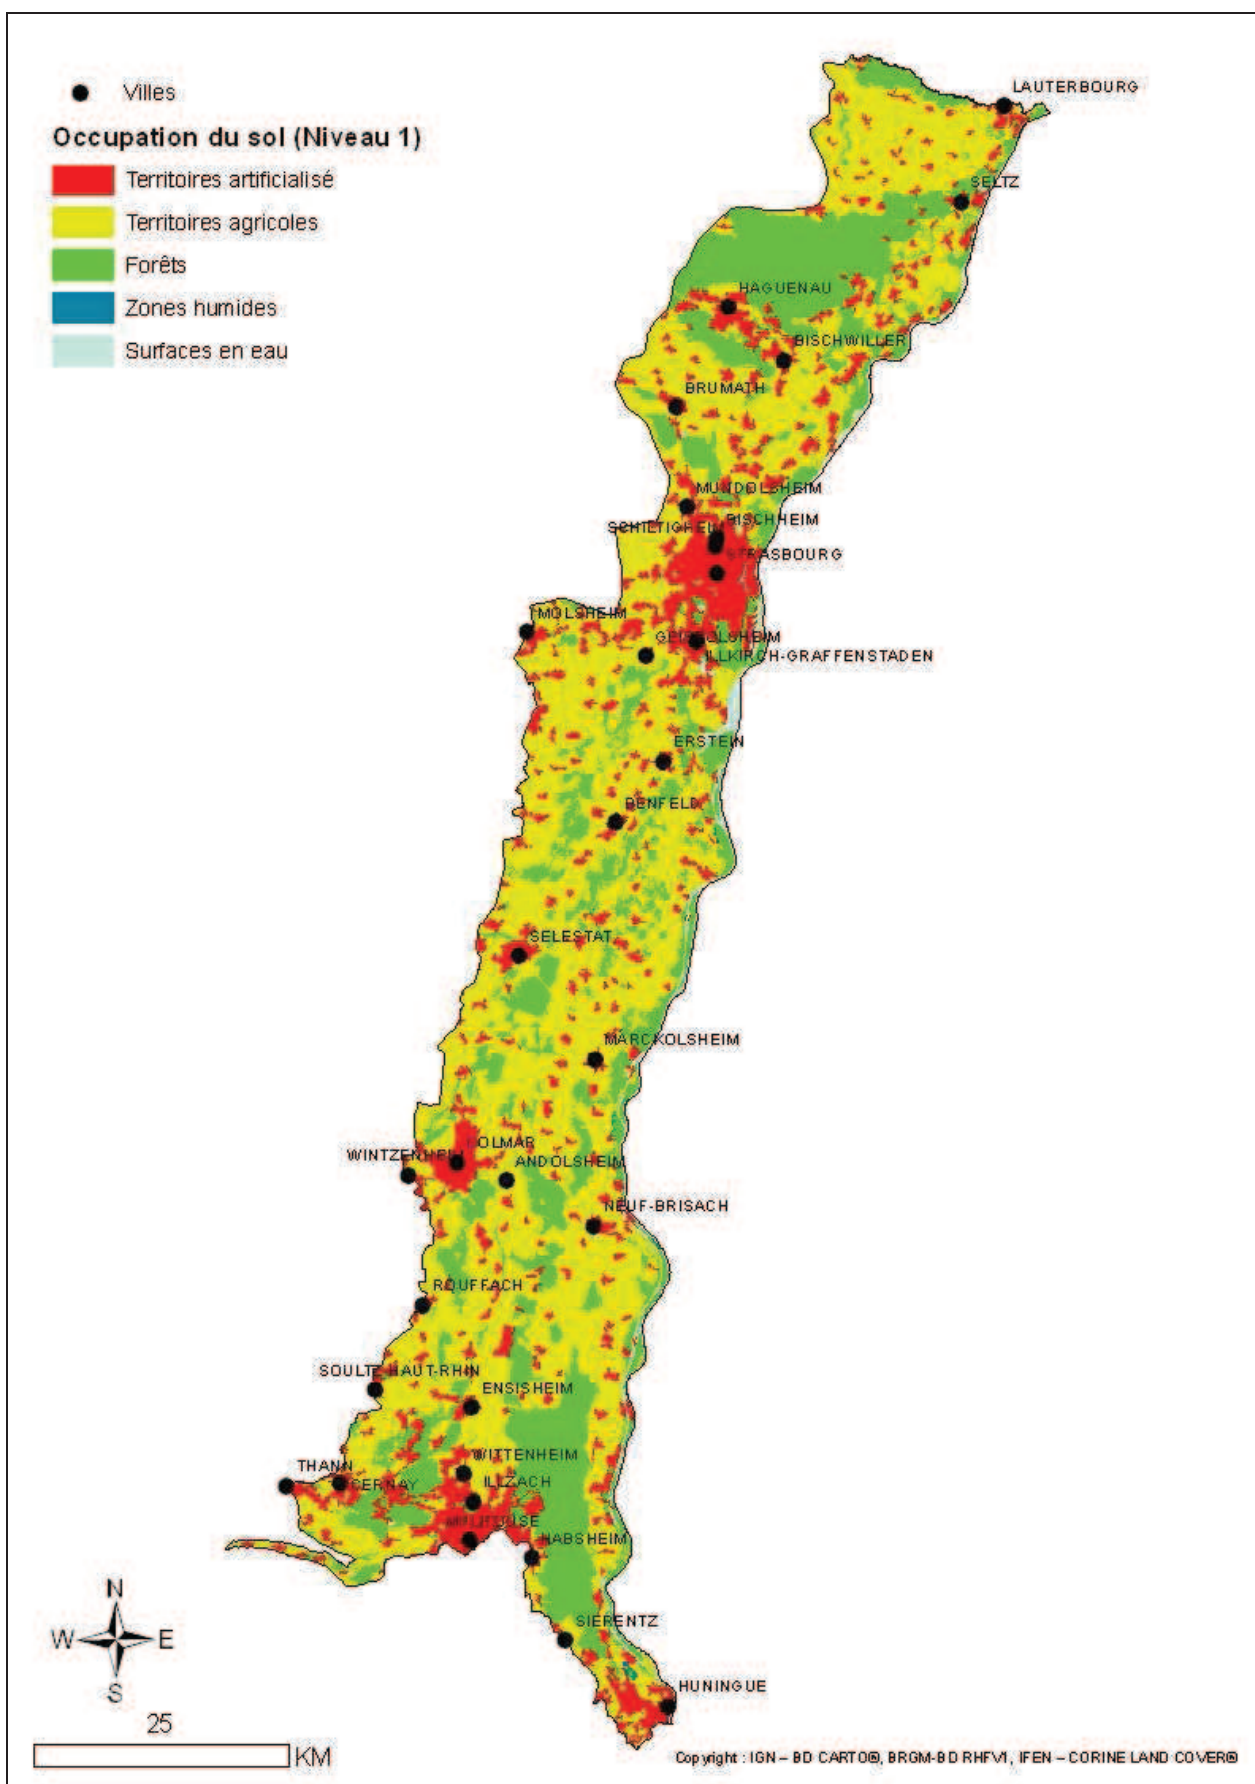 Villes
Occupation du sol (Niveau 1)
Territoires artificialisé
Territoires agricoles
Forêts
Zones humides
Surfaces en eau
LAUTERBOURG
SELTZ
HAGUENAU
BISCHWILLER
BRUMATH
MUNDOLSHEIM
BISCHHEIM
SCHILTIGHEIM
STRASBOURG
MOLSHEIM
GEISPOLSHEIM
ILLKIRCH-GRAFFENSTADEN
ERSTEIN
BENFELD
SELESTAT
MARCKOLSHEIM
COLMAR
WINTZENHEIM
ANDOLSHEIM
NEUF-BRISACH
ROUFFACH
SOULTZ HAUT-RHIN
ENSISHEIM
WITTENHEIM
THANN
CERNAY
ILLZACH
MULHOUSE
HABSHEIM
SIERENTZ
HUNINGUE
N
W
E
S
25
KM
Copyright : IGN – BD CARTO®, BRGM-BD RHFV1, IFEN – CORINE LAND COVER®